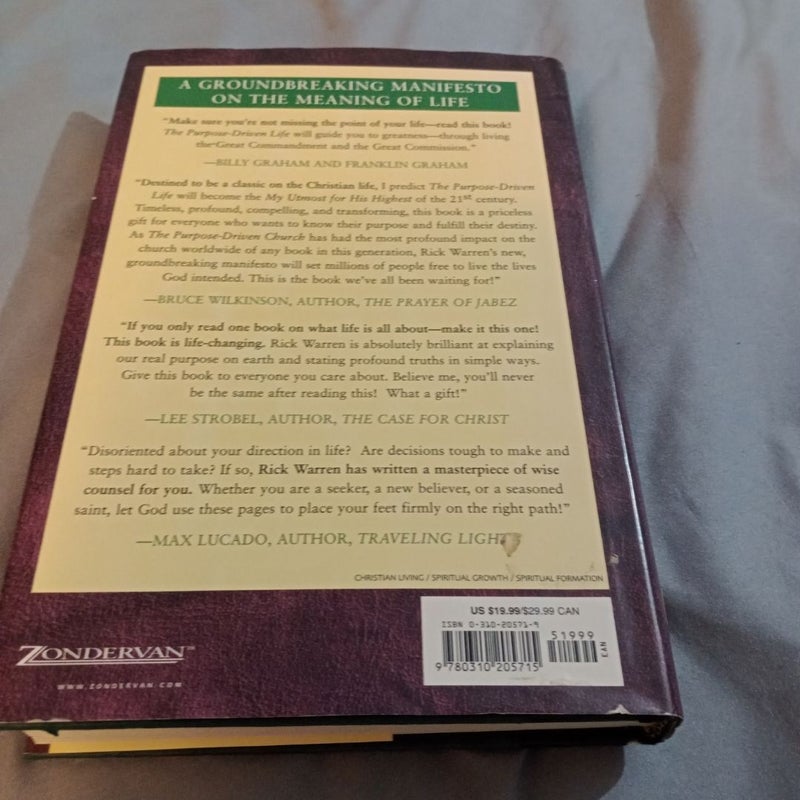 A GROUNDBREAKING MANIFESTO
ON THE MEANING OF LIFE
"Make sure you're not missing the point of your life—read this book!
The Purpose-Driven Life will guide you to greatness—through living
the Great Commandment and the Great Commission."
—BILLY GRAHAM AND FRANKLIN GRAHAM
"Destined to be a classic on the Christian life, I predict The Purpose-Driven
Life will become the My Utmost for His Highest of the 21st century.
Timeless, profound, compelling, and transforming, this book is a priceless
gift for everyone who wants to know their purpose and fulfill their destiny.
As The Purpose-Driven Church has had the most profound impact on the
church worldwide of any book in this generation, Rick Warren's new,
groundbreaking manifesto will set millions of people free to live the lives
God intended. This is the book we've all been waiting for!"
—BRUCE WILKINSON, AUTHOR, THE PRAYER OF JABEZ
"If you only read one book on what life is all about—make it this one!
This book is life-changing. Rick Warren is absolutely brilliant at explaining
our real purpose on earth and stating profound truths in simple ways.
Give this book to everyone you care about. Believe me, you'll never
be the same after reading this! What a gift!"
—LEE STROBEL, AUTHOR, THE CASE FOR CHRIST
"Disoriented about your direction in life? Are decisions tough to make and
steps hard to take? If so, Rick Warren has written a masterpiece of wise
counsel for you. Whether you are a seeker, a new believer, or a seasoned
saint, let God use these pages to place your feet firmly on the right path!"
—MAX LUCADO, AUTHOR, TRAVELING LIGHT
CHRISTIAN LIVING / SPIRITUAL GROWTH / SPIRITUAL FORMATION
US $19.99/$29.99 CAN
ISBN 0-310-20571-9
51999
EAN
9 780310 205715
ZONDERVAN™
WWW.ZONDERVAN.COM